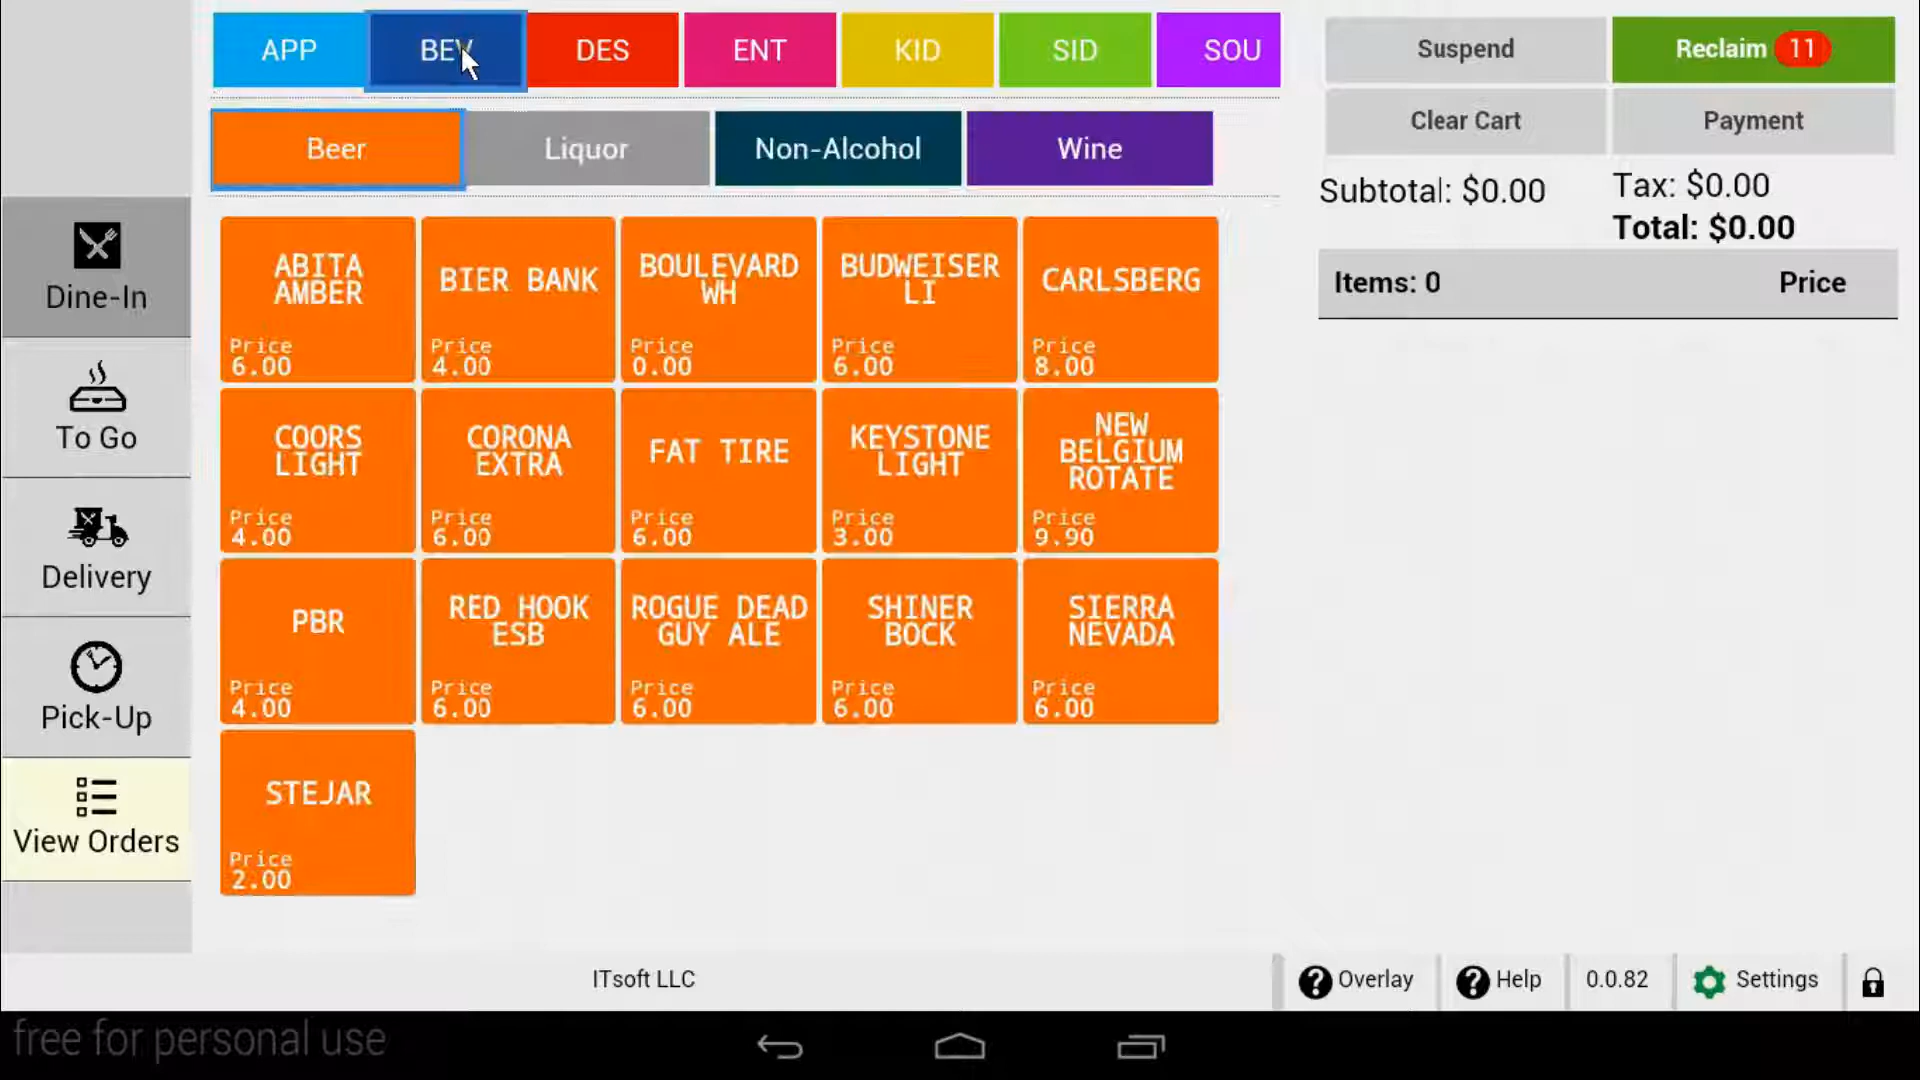 APP
BEV
DES
ENT
KID
SID
SOU
Suspend
Reclaim 11
Clear Cart
Payment
Beer
Liquor
Non-Alcohol
Wine
Subtotal: $0.00
Tax: $0.00
Total: $0.00
Items: 0
Price
Dine-In
To Go
Delivery
Pick-Up
View Orders
ABITA
AMBER
Price
6.00
BIER BANK
Price
4.00
BOULEVARD
WH
Price
0.00
BUDWEISER
LI
Price
6.00
CARLSBERG
Price
8.00
COORS
LIGHT
Price
4.00
CORONA
EXTRA
Price
6.00
FAT TIRE
Price
6.00
KEYSTONE
LIGHT
Price
3.00
NEW
BELGIUM
ROTATE
Price
9.90
PBR
Price
4.00
RED HOOK
ESB
Price
6.00
ROGUE DEAD
GUY ALE
Price
6.00
SHINER
BOCK
Price
6.00
SIERRA
NEVADA
Price
6.00
STEJAR
Price
2.00
ITsoft LLC
Overlay
Help
0.0.82
Settings
free for personal use